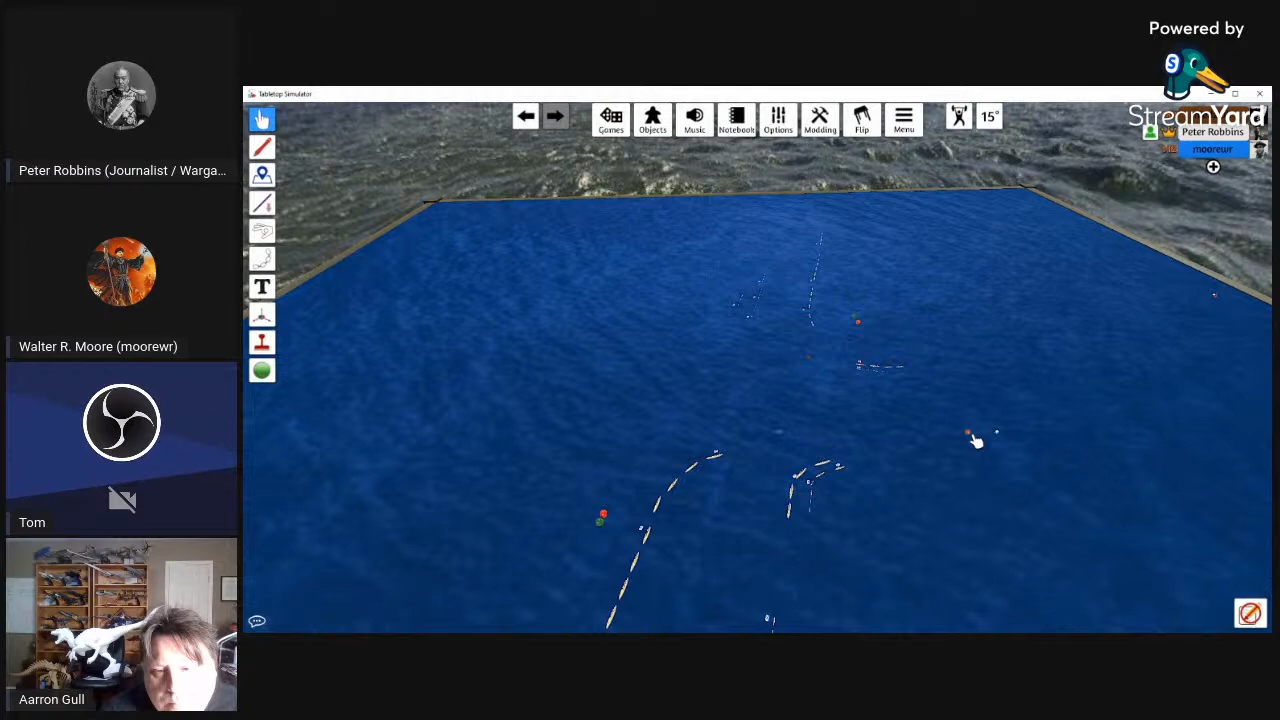 Peter Robbins (Journalist / Warga...
Walter R. Moore (moorewr)
Tom
Aarron Gull
Tabletop Simulator
Games
Objects
Music
Notebook
Options
Modding
Flip
Menu
15°
T
Powered by
S
StreamYard
Peter Robbins
moorewr